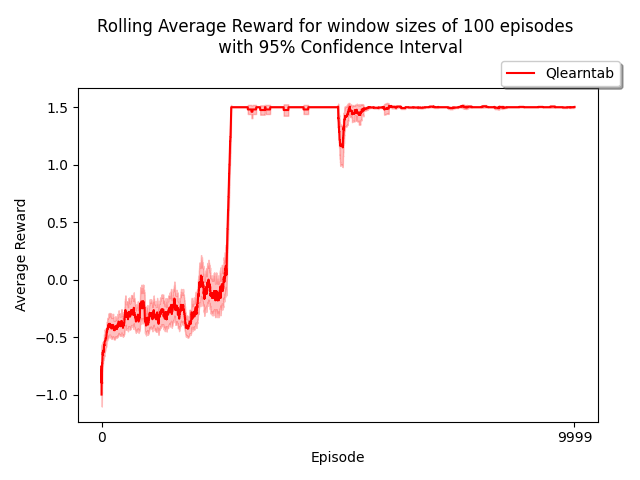 Rolling Average Reward for window sizes of 100 episodes
with 95% Confidence Interval
Qlearntab
1.5
1.0
0.5
0.0
−0.5
−1.0
Average Reward
0
9999
Episode